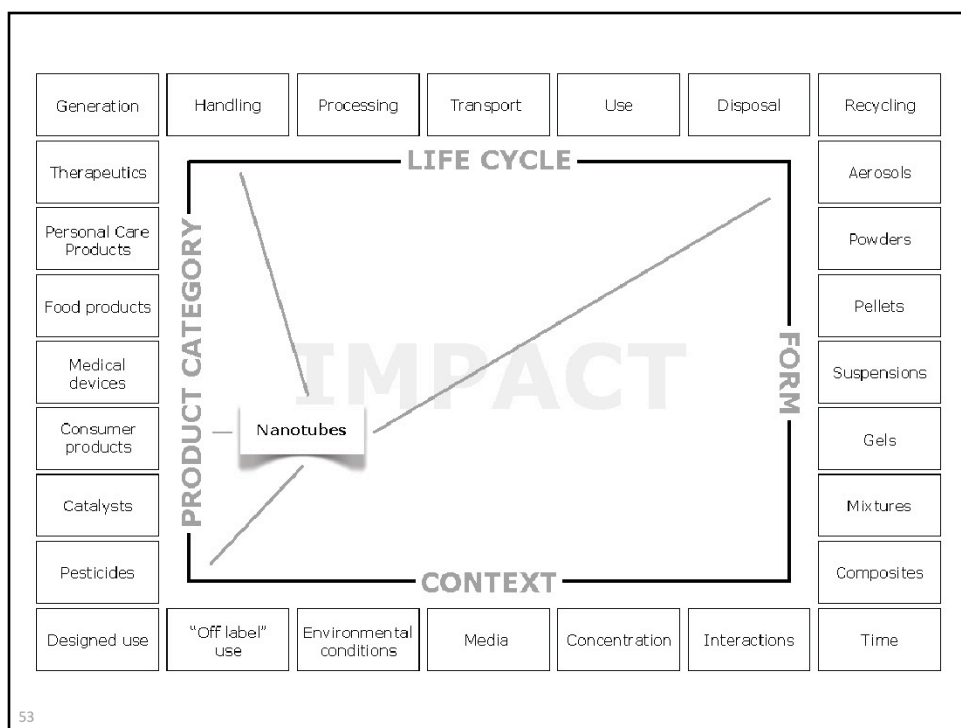 Generation
Handling
Processing
Transport
Use
Disposal
Recycling
LIFE CYCLE
Therapeutics
Personal Care
Products
Food products
Medical
devices
Consumer
products
Catalysts
Pesticides
PRODUCT CATEGORY
IMPACT
Nanotubes
FORM
Aerosols
Powders
Pellets
Suspensions
Gels
Mixtures
Composites
CONTEXT
Designed use
“Off label”
use
Environmental
conditions
Media
Concentration
Interactions
Time
53